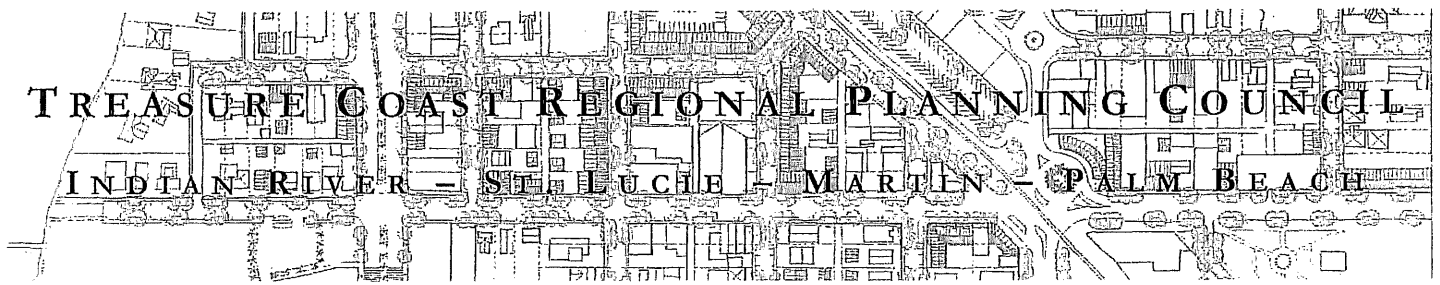 TREASURE COAST REGIONAL PLANNING COUNCIL
INDIAN RIVER – ST. LUCIE – MARTIN – PALM BEACH